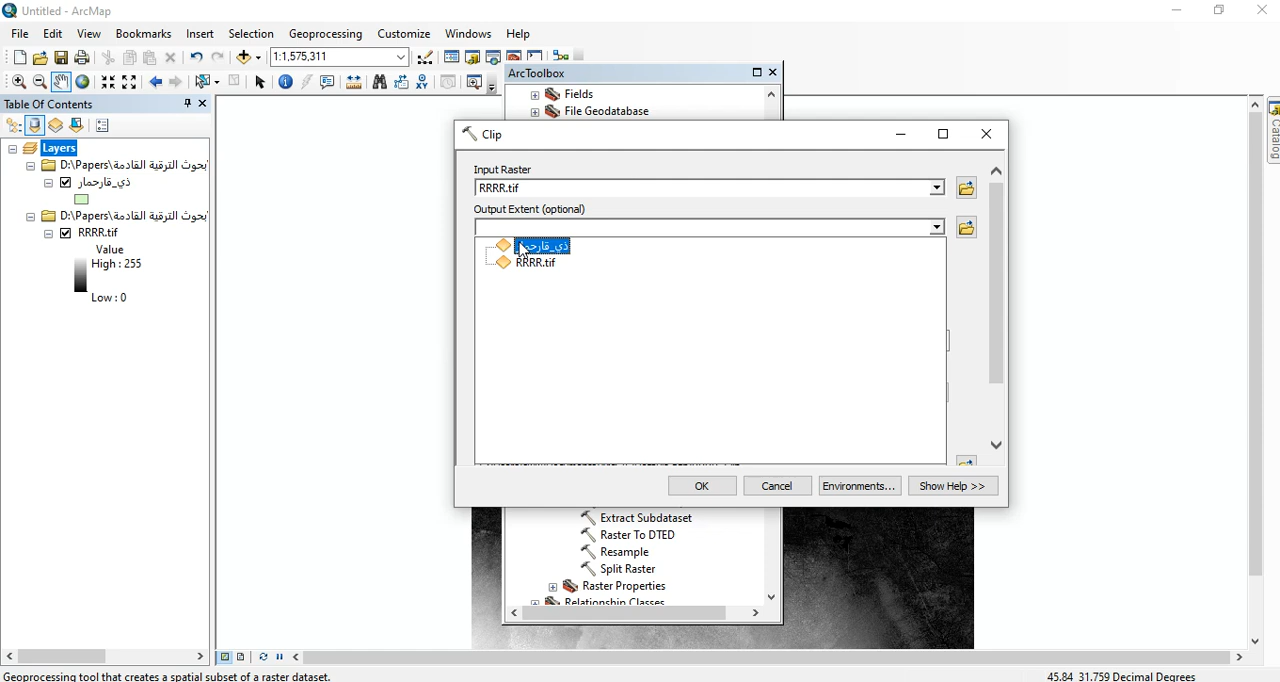 Untitled - ArcMap
File Edit View Bookmarks Insert Selection Geoprocessing Customize Windows Help
1:1,575,311
ArcToolbox
Table Of Contents
Fields
File Geodatabase
Catalog
Layers
D:\Papers\بحوث الترقية القادمة
ذي_قارحمار
D:\Papers\بحوث الترقية القادمة
RRRR.tif
Value
High : 255
Low : 0
Clip
Input Raster
RRRR.tif
Output Extent (optional)
ذي_قارحمار
RRRR.tif
OK Cancel Environments... Show Help >>
Extract Subdataset
Raster To DTED
Resample
Split Raster
Raster Properties
Relationship Classes
Geoprocessing tool that creates a spatial subset of a raster dataset.
45.84 31.759 Decimal Degrees